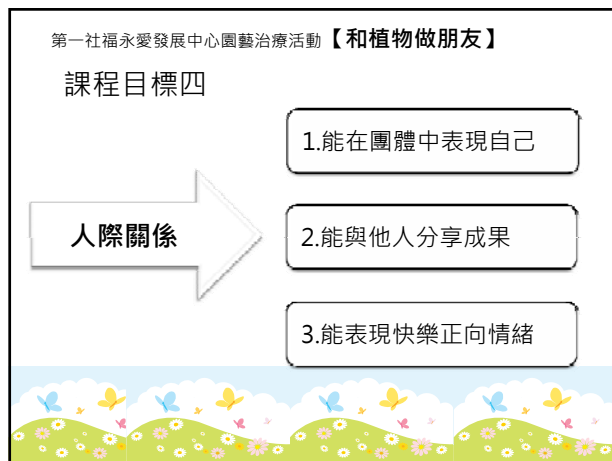 第一社福永愛發展中心園藝治療活動【和植物做朋友】
課程目標四
人際關係
1.能在團體中表現自己
2.能與他人分享成果
3.能表現快樂正向情緒